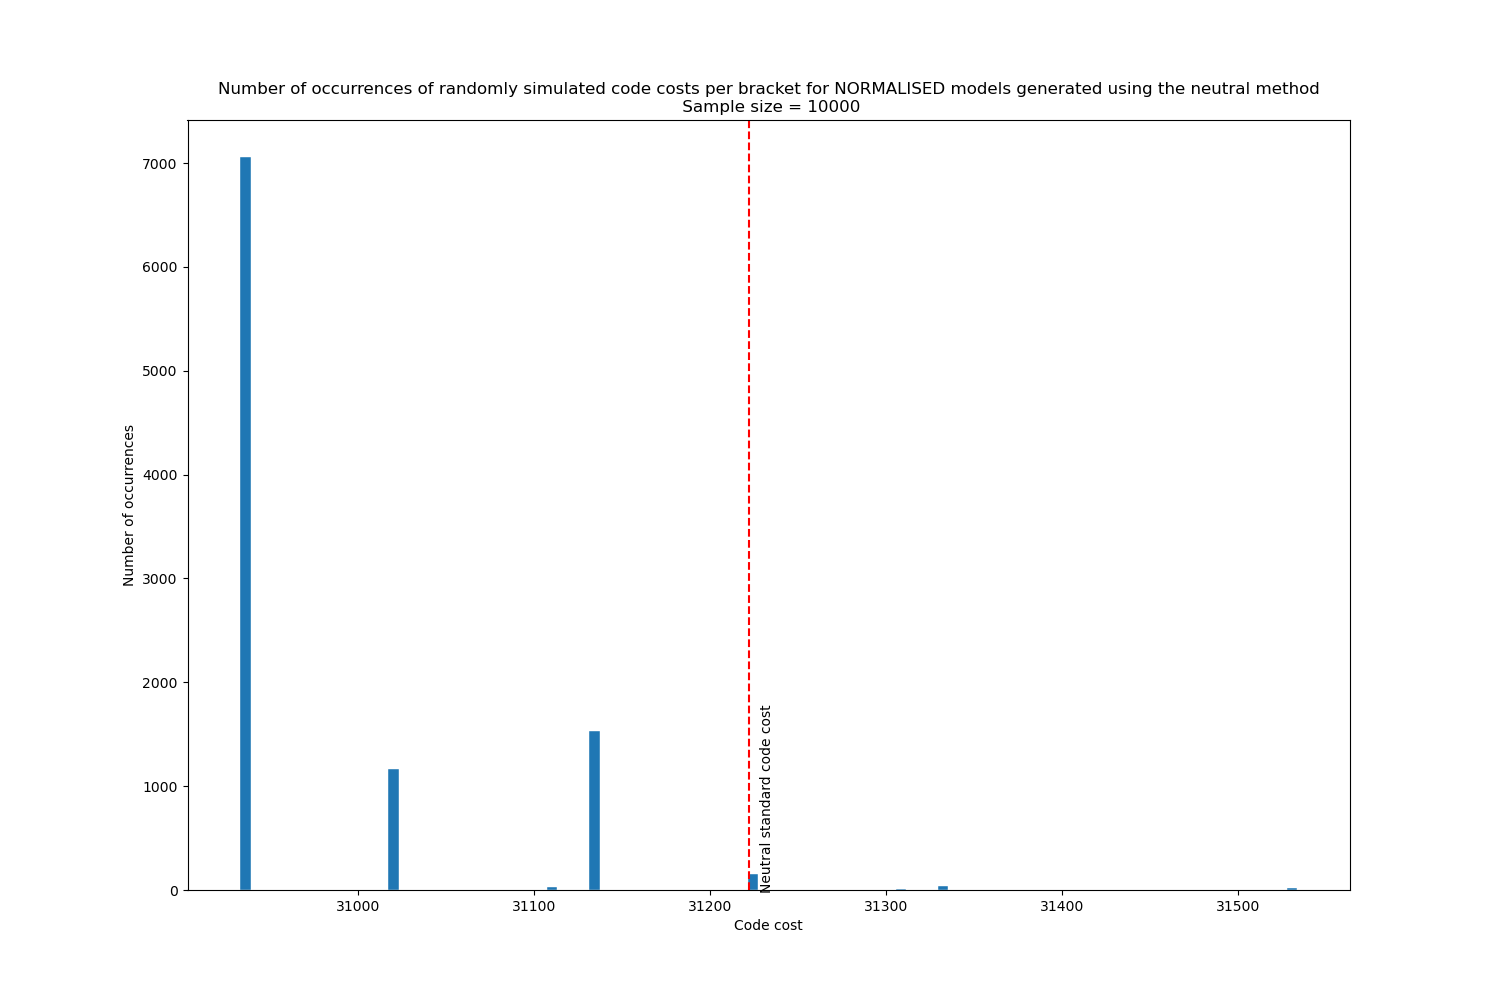 Number of occurrences of randomly simulated code costs per bracket for NORMALISED models generated using the neutral method
Sample size = 10000
7000
6000
5000
4000
3000
2000
1000
0
Number of occurrences
Neutral standard code cost
31000
31100
31200
31300
31400
31500
Code cost